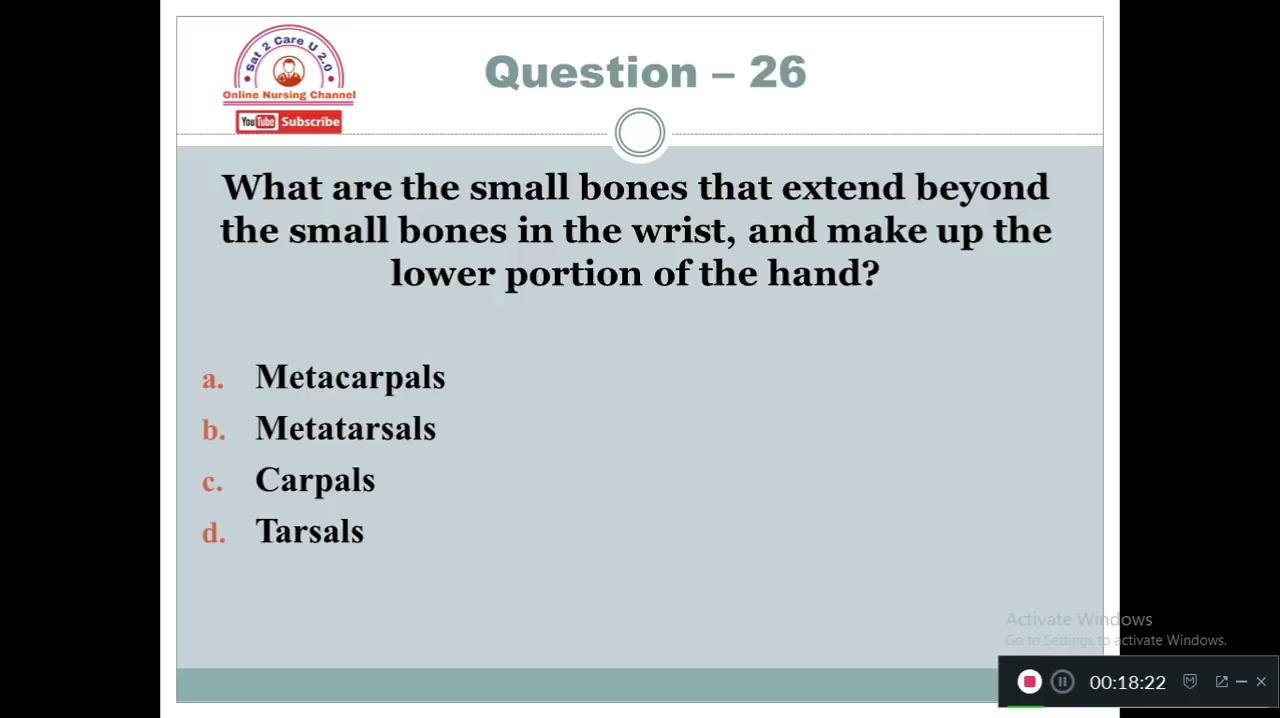 Sat 2 Care U 2.0
Online Nursing Channel
YouTube Subscribe
Question – 26
What are the small bones that extend beyond
the small bones in the wrist, and make up the
lower portion of the hand?
a. Metacarpals
b. Metatarsals
c. Carpals
d. Tarsals
Activate Windows
Go to Settings to activate Windows.
00:18:22